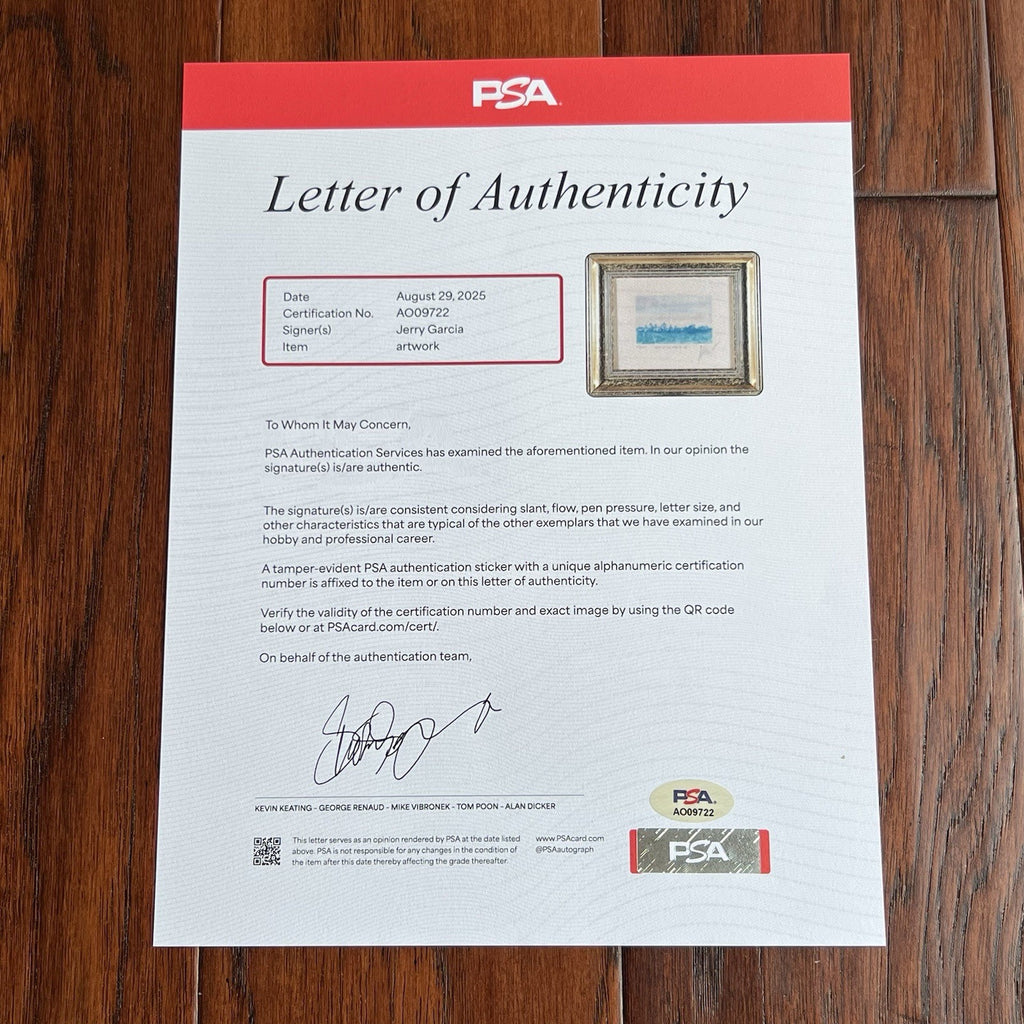 PSA
Letter of Authenticity
Date August 29, 2025
Certification No. AO09722
Signer(s) Jerry Garcia
Item artwork
To Whom It May Concern,
PSA Authentication Services has examined the aforementioned item. In our opinion the
signature(s) is/are authentic.
The signature(s) is/are consistent considering slant, flow, pen pressure, letter size, and
other characteristics that are typical of the other exemplars that we have examined in our
hobby and professional career.
A tamper-evident PSA authentication sticker with a unique alphanumeric certification
number is affixed to the item or on this letter of authenticity.
Verify the validity of the certification number and exact image by using the QR code
below or at PSAcard.com/cert/.
On behalf of the authentication team,
KEVIN KEATING - GEORGE RENAUD - MIKE VIBRONEK - TOM POON - ALAN DICKER
This letter serves as an opinion rendered by PSA at the date listed
above. PSA is not responsible for any changes in the condition of
the item after this date thereby affecting the grade thereafter.
www.PSAcard.com
@PSAautograph
PSA
AO09722
PSA